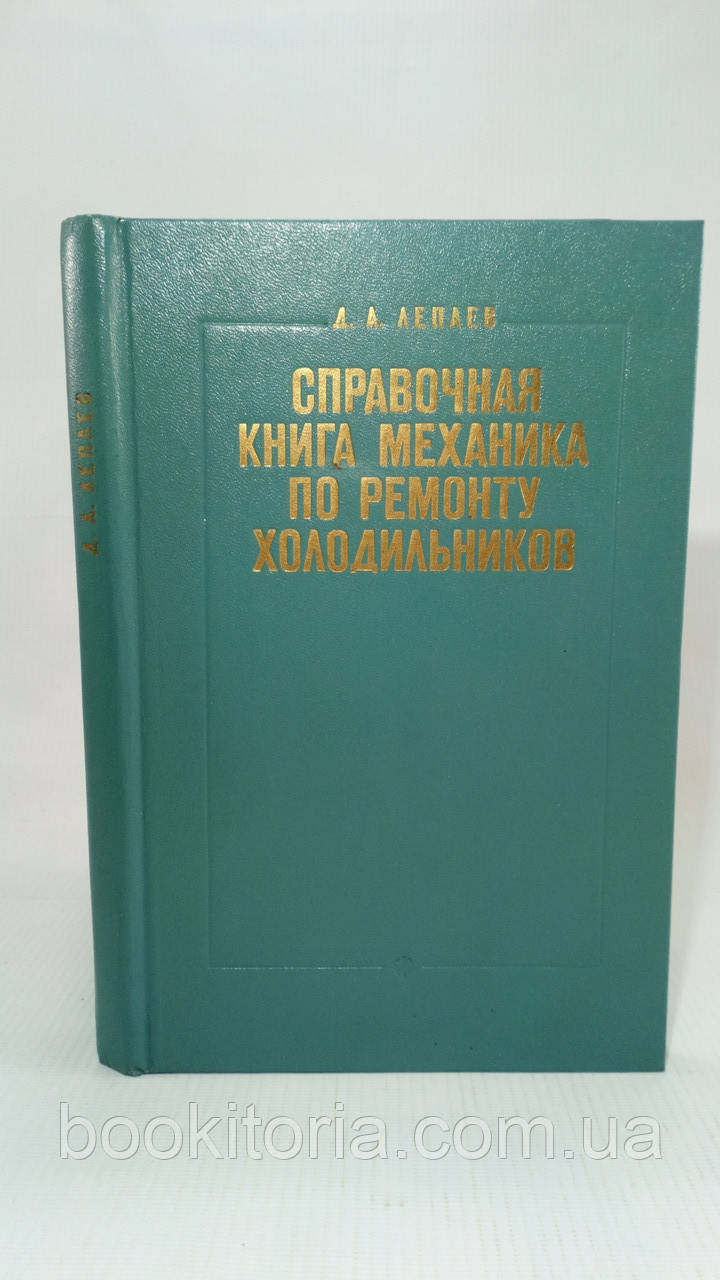 Д. А. ЛЕПАЕВ
СПРАВОЧНАЯ
КНИГА МЕХАНИКА
ПО РЕМОНТУ
ХОЛОДИЛЬНИКОВ
Д. А. ЛЕПАЕВ
bookitoria.com.ua